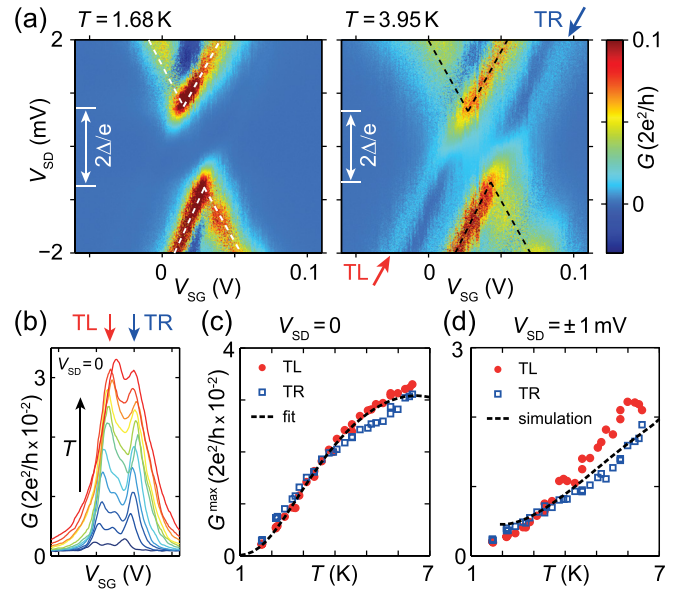 (a) T = 1.68 K T = 3.95 K TR
2 0.1
V_SD (mV) 2Δ/e 2Δ/e G (2e²/h)
0
−2
TL
0 0.1 0 0.1
V_SG (V) V_SG (V)
(b) TL TR (c) V_SD = 0 (d) V_SD = ± 1 mV
V_SD = 0
T
3
0
G (2e²/h x 10⁻²)
V_SG (V)
4
TL
TR
fit
0
G^max (2e²/h x 10⁻²)
1 T (K) 7
3
TL
TR
simulation
0
1 T (K) 7